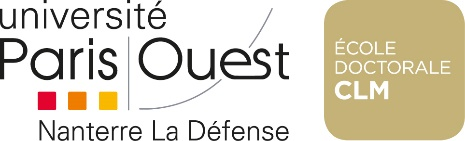 université
Paris Ouest
Nanterre La Défense
ÉCOLE
DOCTORALE
CLM